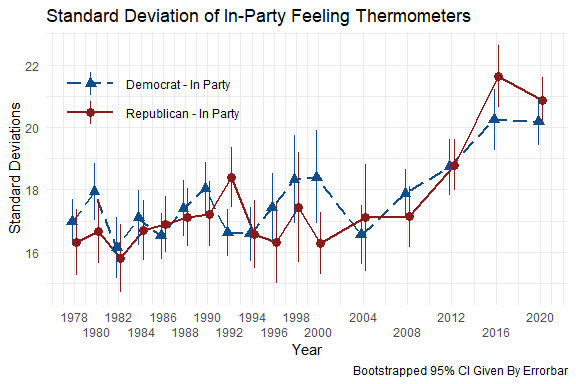 Standard Deviation of In-Party Feeling Thermometers
Standard Deviations
22
20
18
16
Democrat - In Party
Republican - In Party
1978 1982 1986 1990 1994 1998 2004 2008 2012 2016 2020
1980 1984 1988 1992 1996 2000
Year
Bootstrapped 95% CI Given By Errorbar